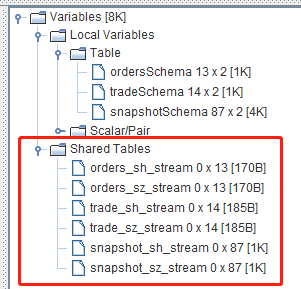 Variables [8K]
Local Variables
Table
ordersSchema 13 x 2 [1K]
tradeSchema 14 x 2 [1K]
snapshotSchema 87 x 2 [4K]
Scalar/Pair
Shared Tables
orders_sh_stream 0 x 13 [170B]
orders_sz_stream 0 x 13 [170B]
trade_sh_stream 0 x 14 [185B]
trade_sz_stream 0 x 14 [185B]
snapshot_sh_stream 0 x 87 [1K]
snapshot_sz_stream 0 x 87 [1K]